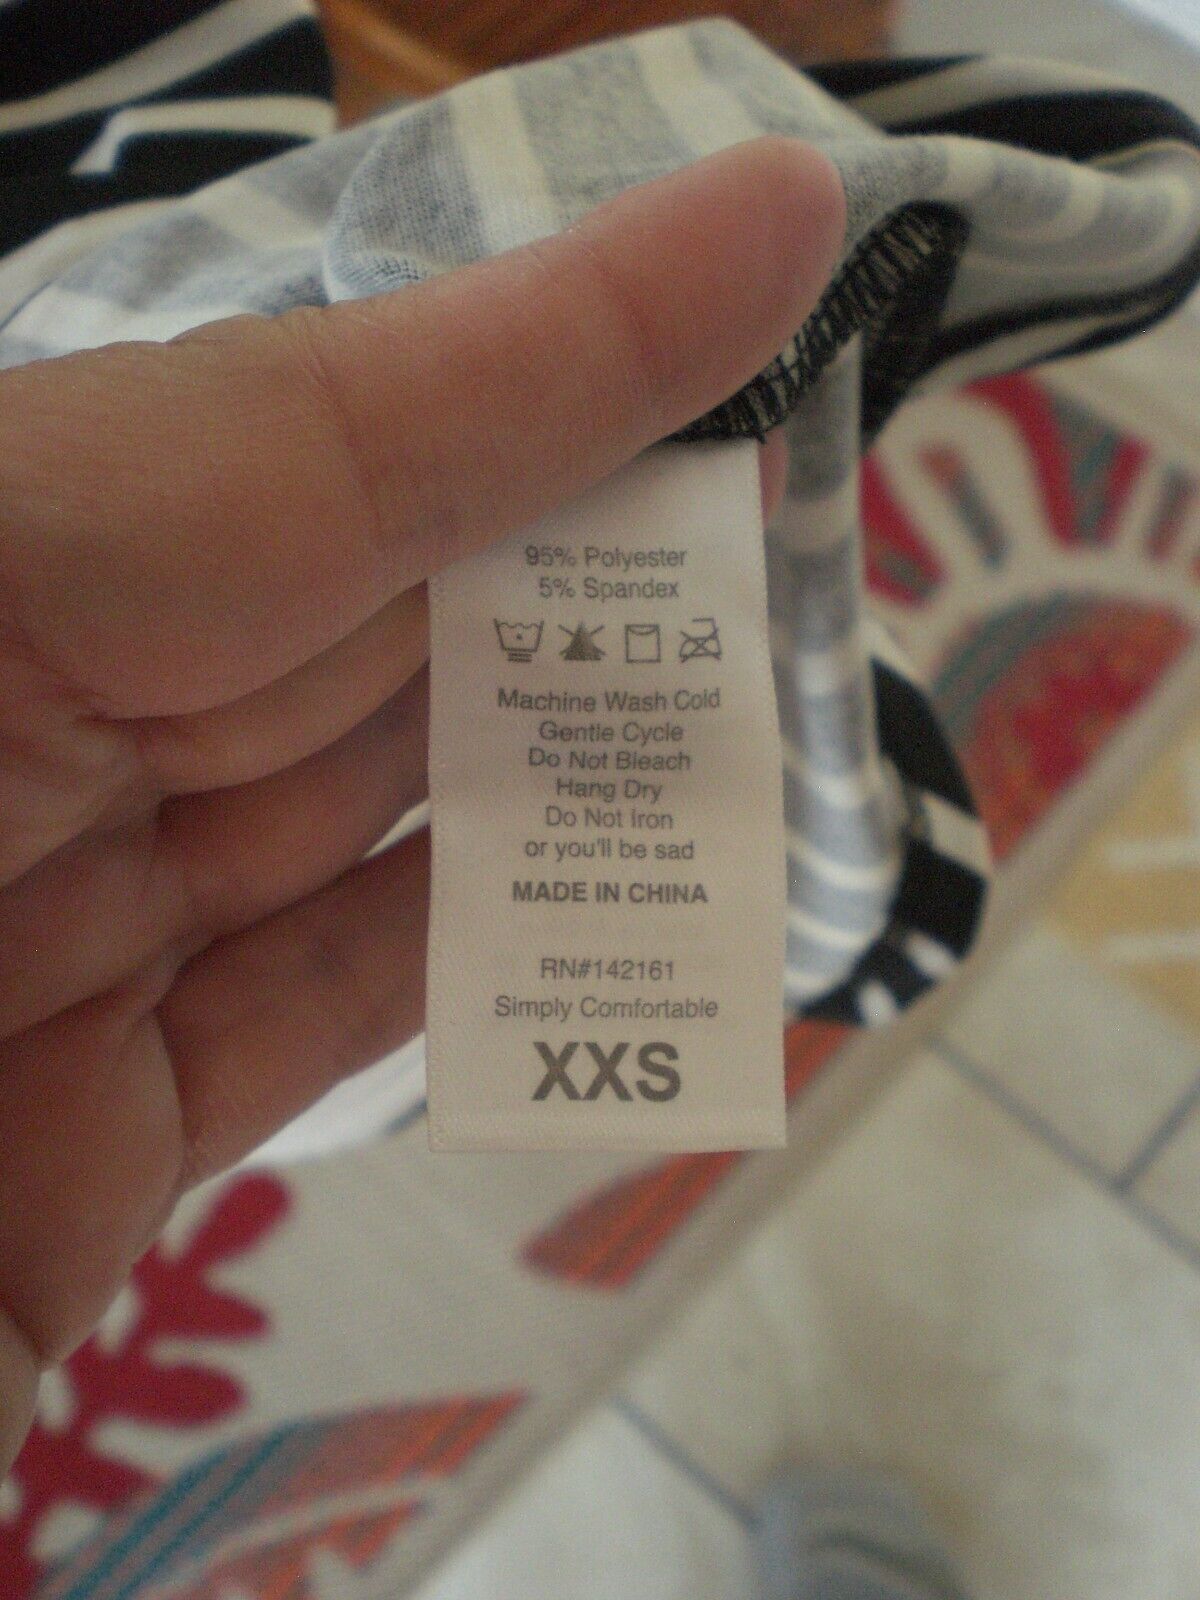 95% Polyester
5% Spandex
Machine Wash Cold
Gentle Cycle
Do Not Bleach
Hang Dry
Do Not Iron
or you'll be sad
MADE IN CHINA
RN#142161
Simply Comfortable
XXS